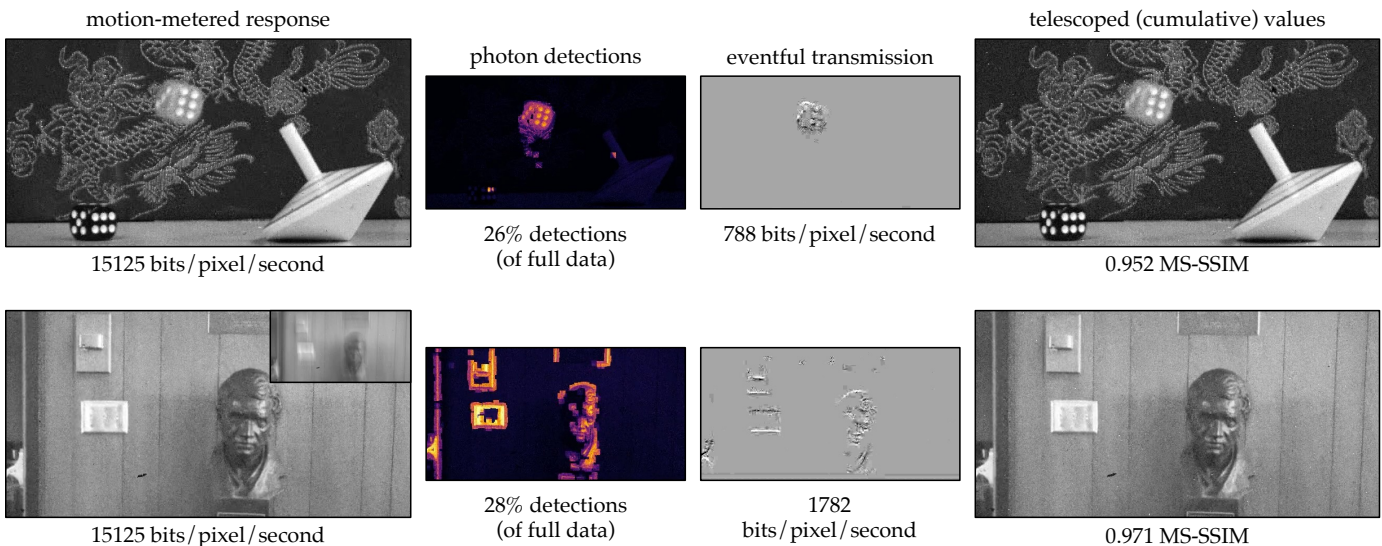 motion-metered response
photon detections
eventful transmission
telescoped (cumulative) values
15125 bits/pixel/second
26% detections
(of full data)
788 bits/pixel/second
0.952 MS-SSIM
15125 bits/pixel/second
28% detections
(of full data)
1782
bits/pixel/second
0.971 MS-SSIM